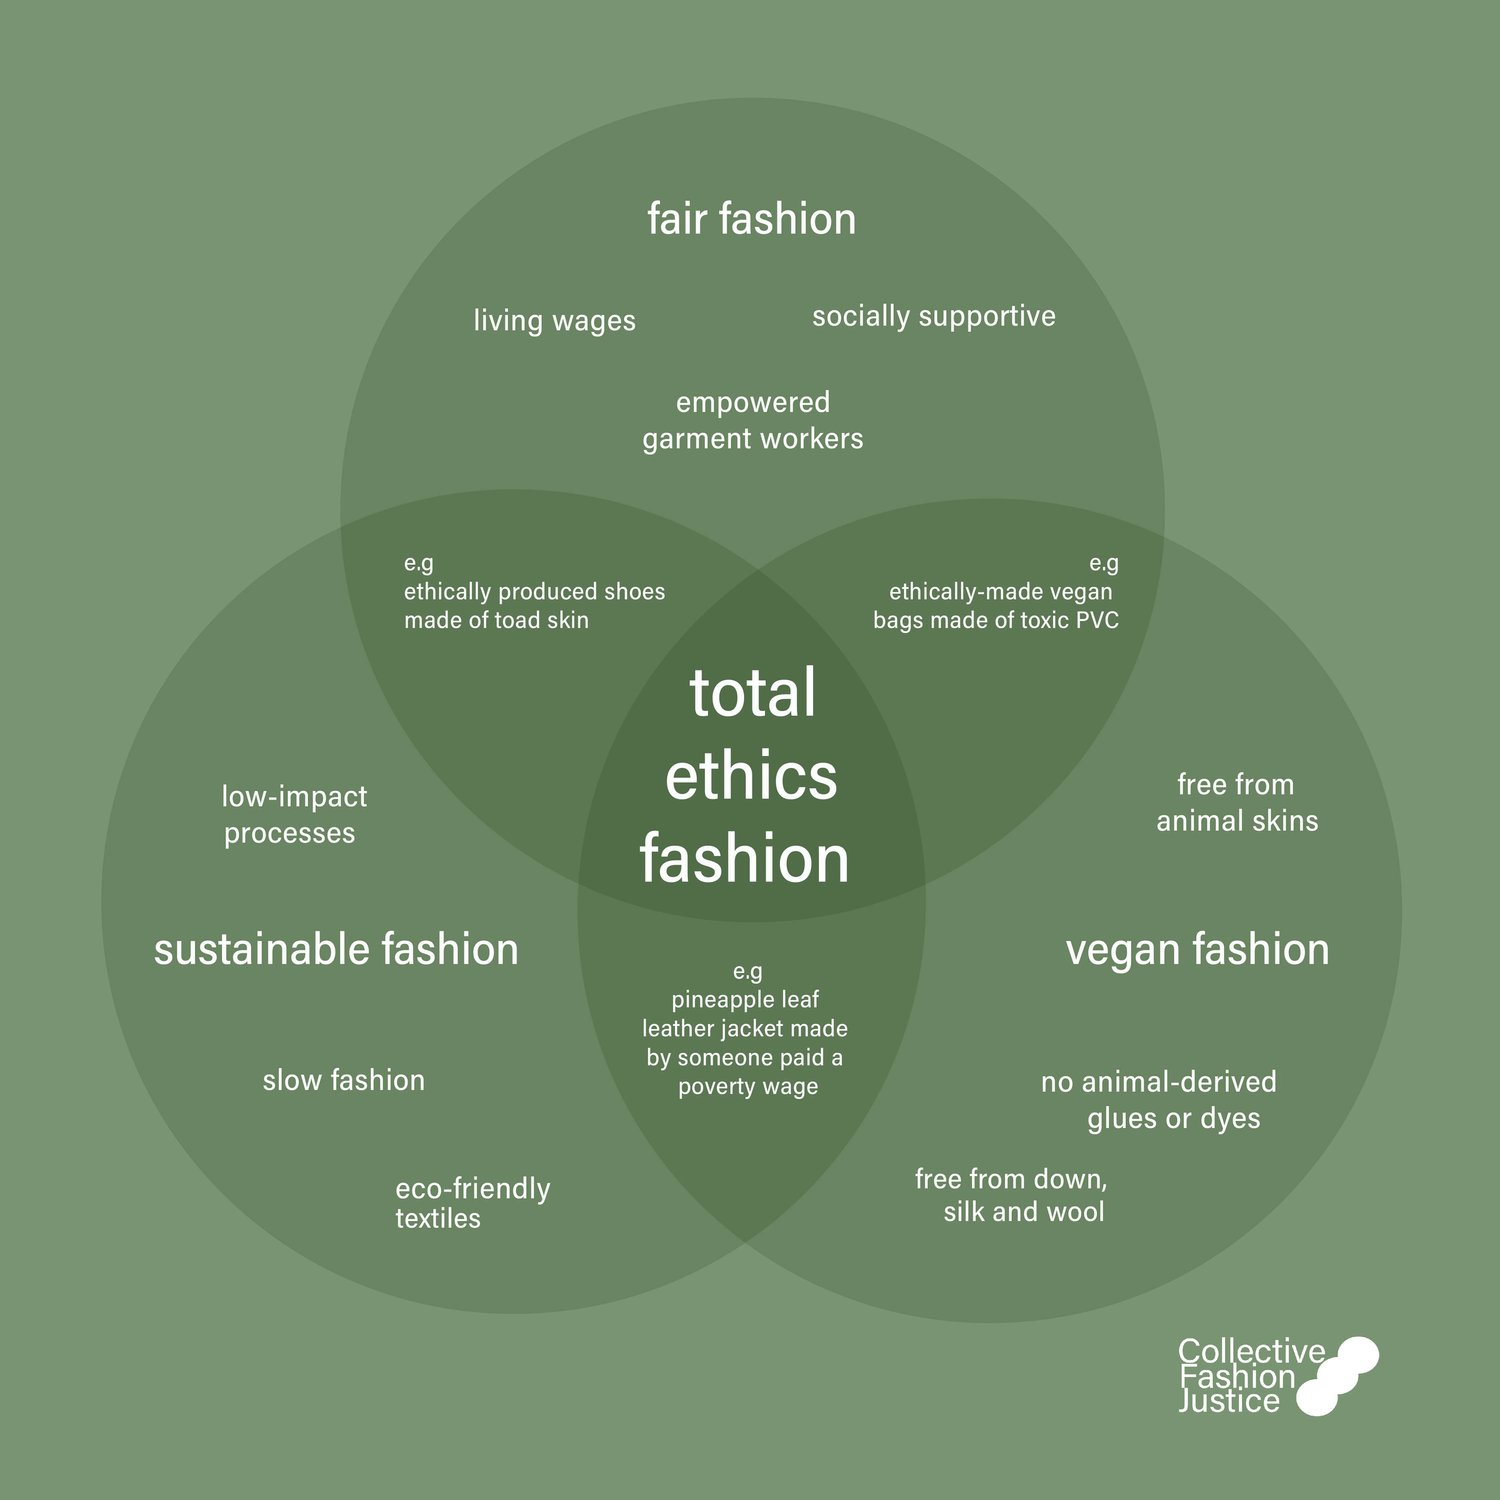 fair fashion
living wages
socially supportive
empowered
garment workers
e.g
ethically produced shoes
made of toad skin
e.g
ethically-made vegan
bags made of toxic PVC
total
ethics
fashion
low-impact
processes
sustainable fashion
slow fashion
eco-friendly
textiles
free from
animal skins
vegan fashion
no animal-derived
glues or dyes
free from down,
silk and wool
e.g
pineapple leaf
leather jacket made
by someone paid a
poverty wage
Collective
Fashion
Justice